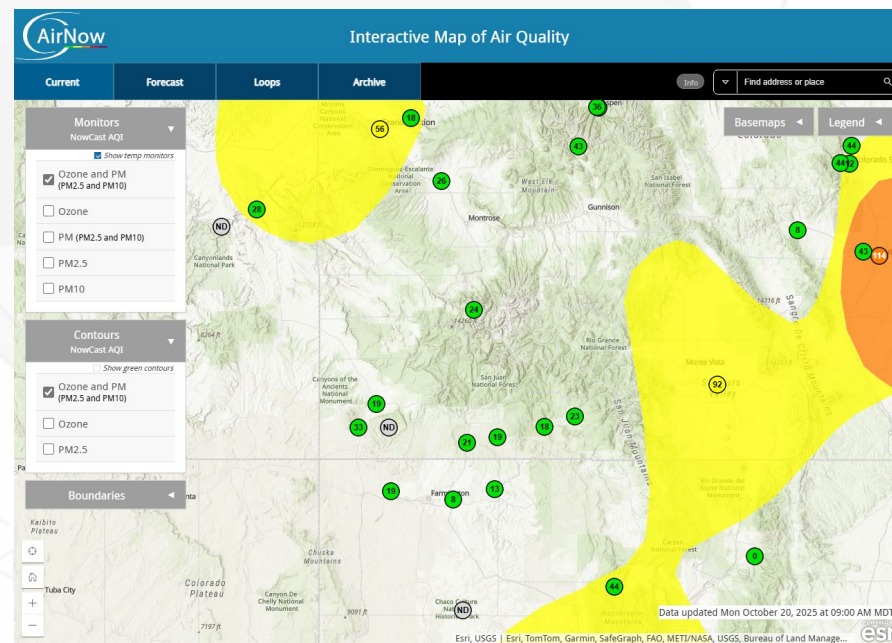 AirNow
Interactive Map of Air Quality
Current
Forecast
Loops
Archive
Info
Find address or place
Monitors
NowCast AQI
Show temp monitors
Ozone and PM
(PM2.5 and PM10)
Ozone
PM (PM2.5 and PM10)
PM2.5
PM10
Contours
NowCast AQI
Show green contours
Ozone and PM
(PM2.5 and PM10)
Ozone
PM2.5
Boundaries
Basemaps
Legend
36
56
18
43
44
44
26
West Elk
Mountain
San Isabel
National Forest
Gunnison
Montrose
28
ND
Canyonlands
National Park
8
43
114
14316 ft
Sangre De Cristo Mountains
24
8264 ft
Rio Grande
National Forest
Monte Vista
San Juan
National Forest
92
Canyons of the
Ancients
National
Monument
19
33
ND
21
19
18
23
San Juan Mountains
Rio Grande del
Norte National
Monument
19
8
13
Kaibito
Plateau
Chuska
Mountains
0
Tuba City
Colorado
Plateau
Canyon De
Chelly National
Monument
9091 ft
44
ND
7197 ft
Data updated Mon October 20, 2025 at 09:00 AM MDT
Esri, USGS | Esri, TomTom, Garmin, SafeGraph, FAO, METI/NASA, USGS, Bureau of Land Manage...
esri